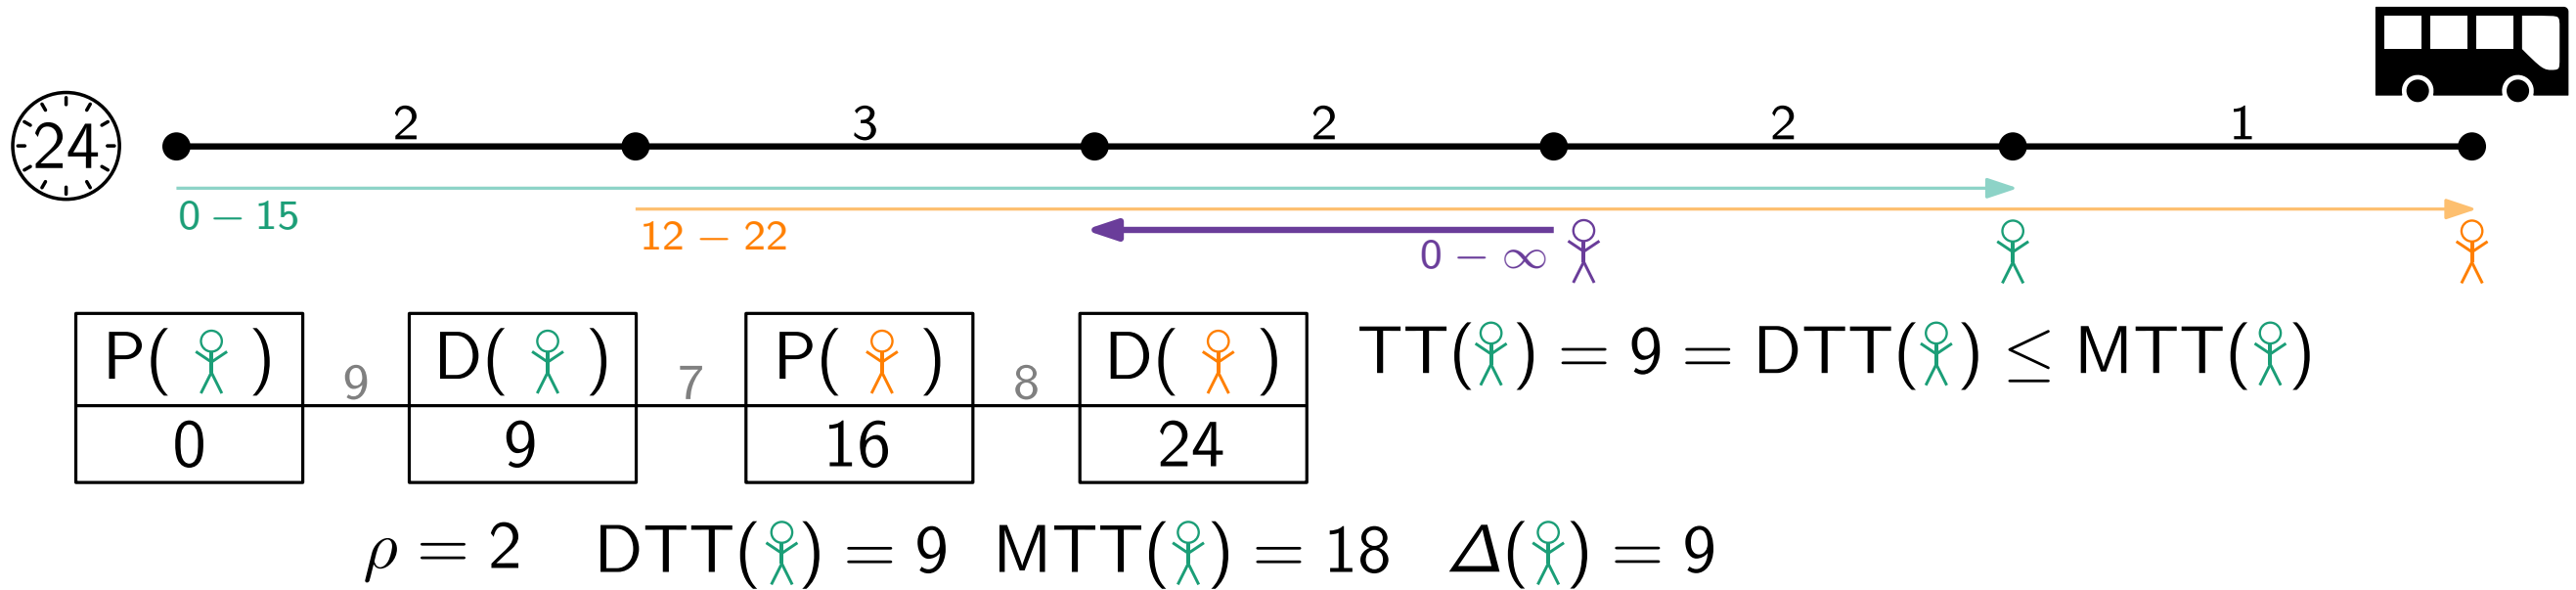 24
2 3 2 2 1
0 – 15
12 – 22
0 – ∞
P( ) 9 D( ) 7 P( ) 8 D( )
0 9 16 24
TT( ) = 9 = DTT( ) ≤ MTT( )
ρ = 2 DTT( ) = 9 MTT( ) = 18 Δ( ) = 9